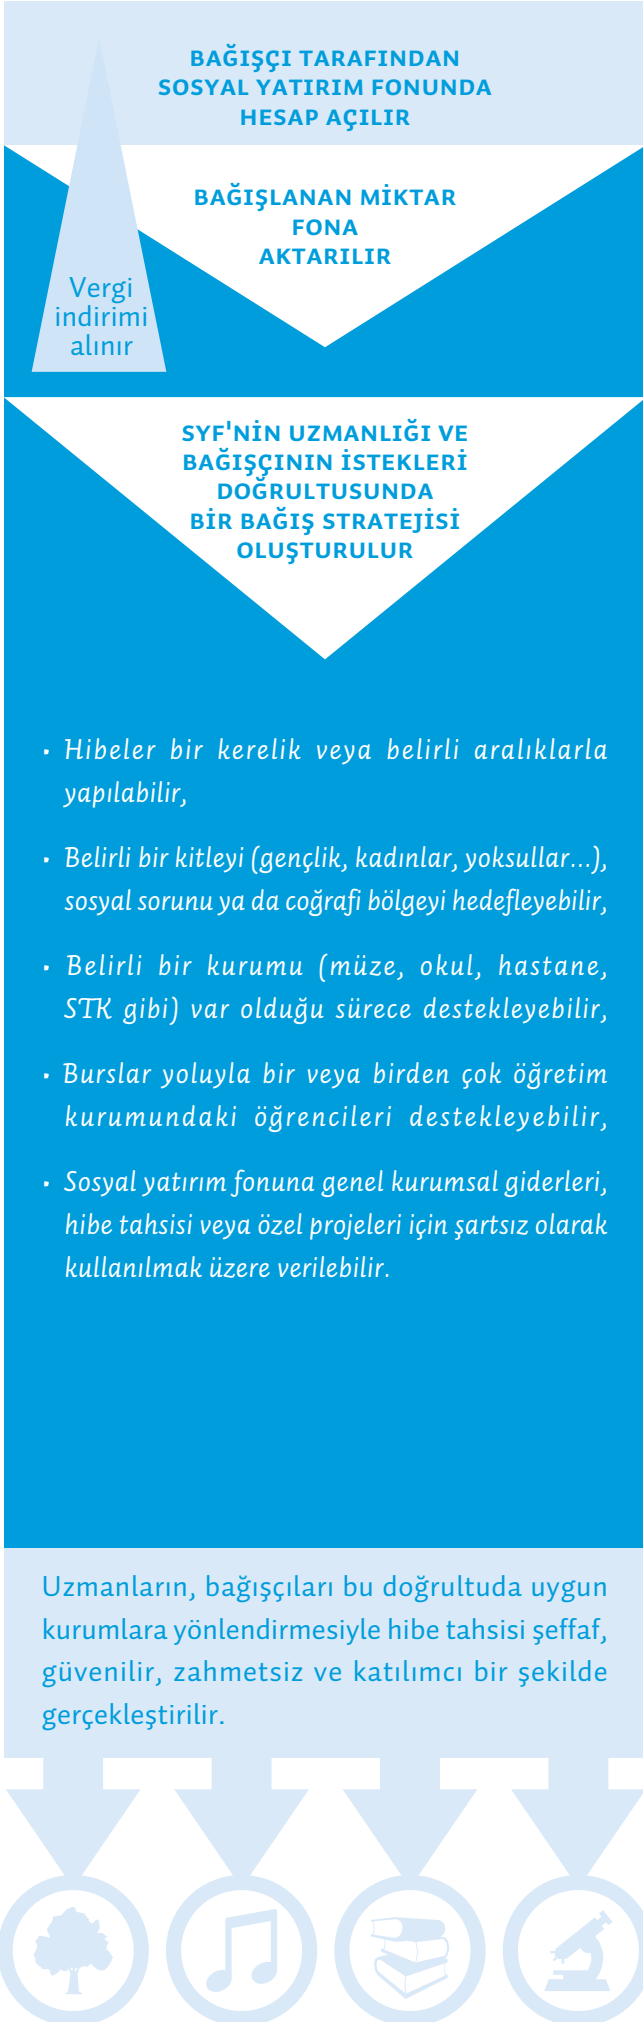 BAĞIŞÇI TARAFINDAN
SOSYAL YATIRIM FONUNDA
HESAP AÇILIR
BAĞIŞLANAN MİKTAR
FONA
AKTARILIR
Vergi
indirimi
alınır
SYF'NİN UZMANLIĞI VE
BAĞIŞÇININ İSTEKLERİ
DOĞRULTUSUNDA
BİR BAĞIŞ STRATEJİSİ
OLUŞTURULUR
• Hibeler bir kerelik veya belirli aralıklarla
yapılabilir,
• Belirli bir kitleyi (gençlik, kadınlar, yoksullar...),
sosyal sorunu ya da coğrafi bölgeyi hedefleyebilir,
• Belirli bir kurumu (müze, okul, hastane,
STK gibi) var olduğu sürece destekleyebilir,
• Burslar yoluyla bir veya birden çok öğretim
kurumundaki öğrencileri destekleyebilir,
• Sosyal yatırım fonuna genel kurumsal giderleri,
hibe tahsisi veya özel projeleri için şartsız olarak
kullanılmak üzere verilebilir.
Uzmanların, bağışçıları bu doğrultuda uygun
kurumlara yönlendirmesiyle hibe tahsisi şeffaf,
güvenilir, zahmetsiz ve katılımcı bir şekilde
gerçekleştirilir.